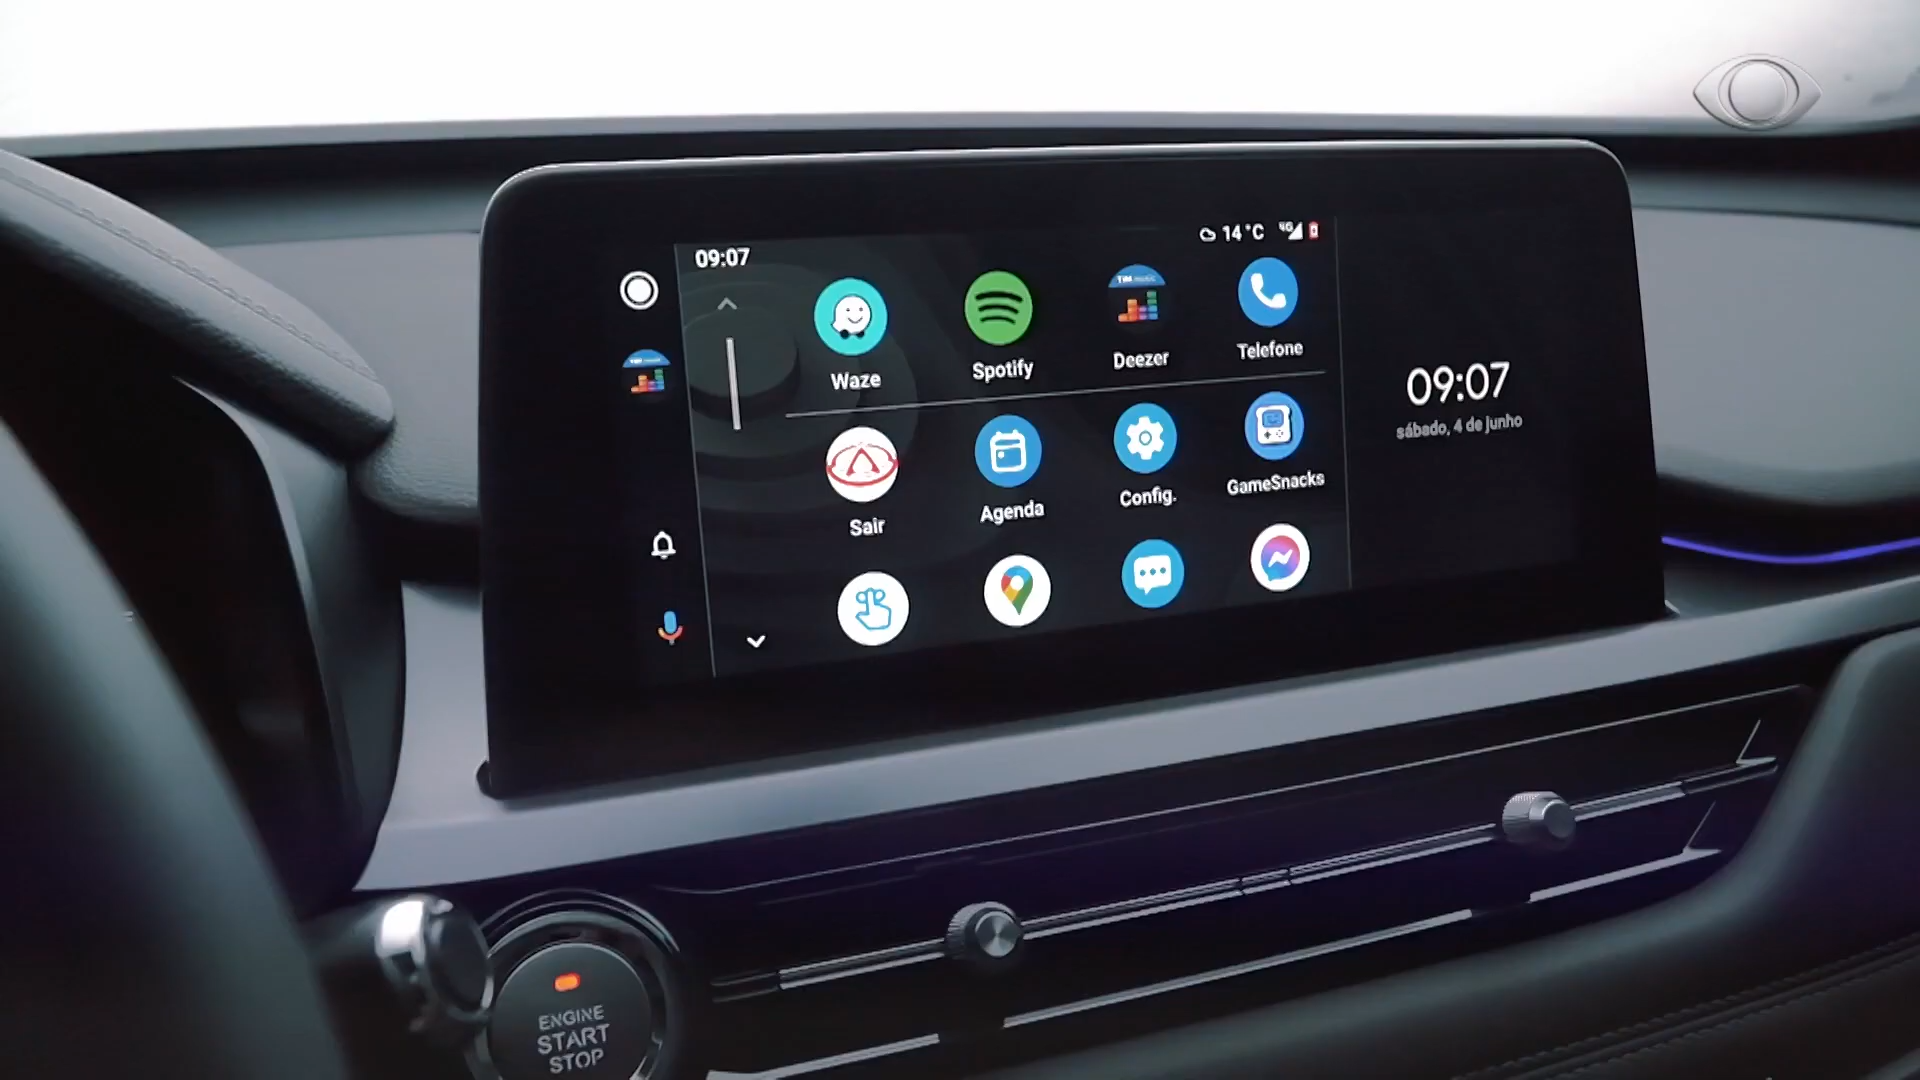 09:07
14°C
4G
Waze
Spotify
Deezer
Telefone
Sair
Agenda
Config.
GameSnacks
09:07
sábado, 4 de junho
ENGINE
START
STOP